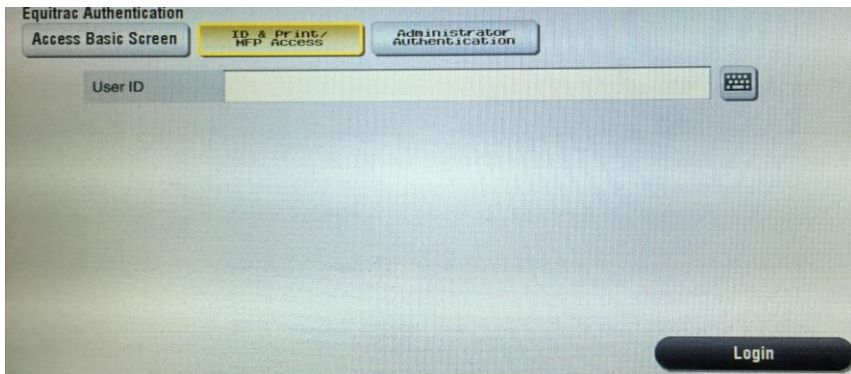 Equitrac Authentication
Access Basic Screen
ID & Print/
MFP Access
Administrator
Authentication
User ID
Login